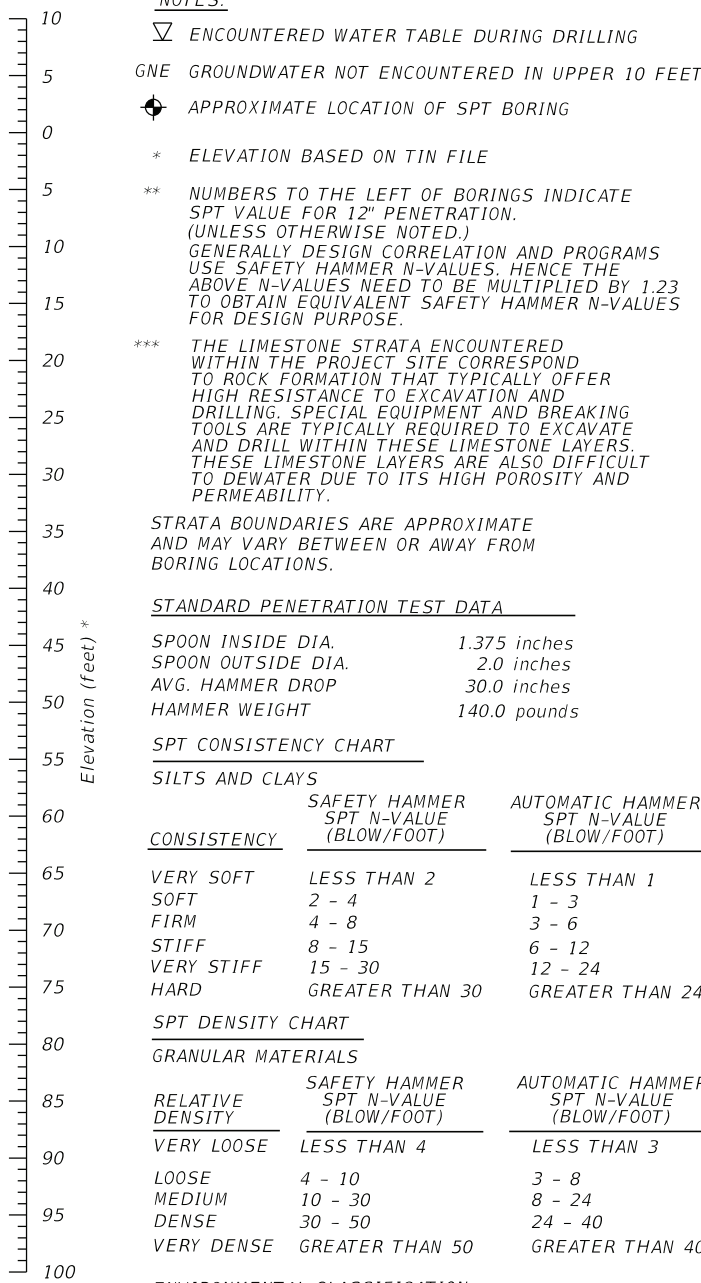 NOTES:
ENCOUNTERED WATER TABLE DURING DRILLING
GNE GROUNDWATER NOT ENCOUNTERED IN UPPER 10 FEET
APPROXIMATE LOCATION OF SPT BORING
* ELEVATION BASED ON TIN FILE
** NUMBERS TO THE LEFT OF BORINGS INDICATE
SPT VALUE FOR 12" PENETRATION.
(UNLESS OTHERWISE NOTED.)
GENERALLY DESIGN CORRELATION AND PROGRAMS
USE SAFETY HAMMER N-VALUES. HENCE THE
ABOVE N-VALUES NEED TO BE MULTIPLIED BY 1.23
TO OBTAIN EQUIVALENT SAFETY HAMMER N-VALUES
FOR DESIGN PURPOSE.
*** THE LIMESTONE STRATA ENCOUNTERED
WITHIN THE PROJECT SITE CORRESPOND
TO ROCK FORMATION THAT TYPICALLY OFFER
HIGH RESISTANCE TO EXCAVATION AND
DRILLING. SPECIAL EQUIPMENT AND BREAKING
TOOLS ARE TYPICALLY REQUIRED TO EXCAVATE
AND DRILL WITHIN THESE LIMESTONE LAYERS.
THESE LIMESTONE LAYERS ARE ALSO DIFFICULT
TO DEWATER DUE TO ITS HIGH POROSITY AND
PERMEABILITY.
STRATA BOUNDARIES ARE APPROXIMATE
AND MAY VARY BETWEEN OR AWAY FROM
BORING LOCATIONS.
STANDARD PENETRATION TEST DATA
SPOON INSIDE DIA. 1.375 inches
SPOON OUTSIDE DIA. 2.0 inches
AVG. HAMMER DROP 30.0 inches
HAMMER WEIGHT 140.0 pounds
SPT CONSISTENCY CHART
SILTS AND CLAYS
SAFETY HAMMER AUTOMATIC HAMMER
SPT N-VALUE SPT N-VALUE
CONSISTENCY (BLOW/FOOT) (BLOW/FOOT)
VERY SOFT LESS THAN 2 LESS THAN 1
SOFT 2 - 4 1 - 3
FIRM 4 - 8 3 - 6
STIFF 8 - 15 6 - 12
VERY STIFF 15 - 30 12 - 24
HARD GREATER THAN 30 GREATER THAN 24
SPT DENSITY CHART
GRANULAR MATERIALS
SAFETY HAMMER AUTOMATIC HAMMER
RELATIVE SPT N-VALUE SPT N-VALUE
DENSITY (BLOW/FOOT) (BLOW/FOOT)
VERY LOOSE LESS THAN 4 LESS THAN 3
LOOSE 4 - 10 3 - 8
MEDIUM 10 - 30 8 - 24
DENSE 30 - 50 24 - 40
VERY DENSE GREATER THAN 50 GREATER THAN 40
ENVIRONMENTAL CLASSIFICATION
Elevation (feet) *
10
5
0
5
10
15
20
25
30
35
40
45
50
55
60
65
70
75
80
85
90
95
100